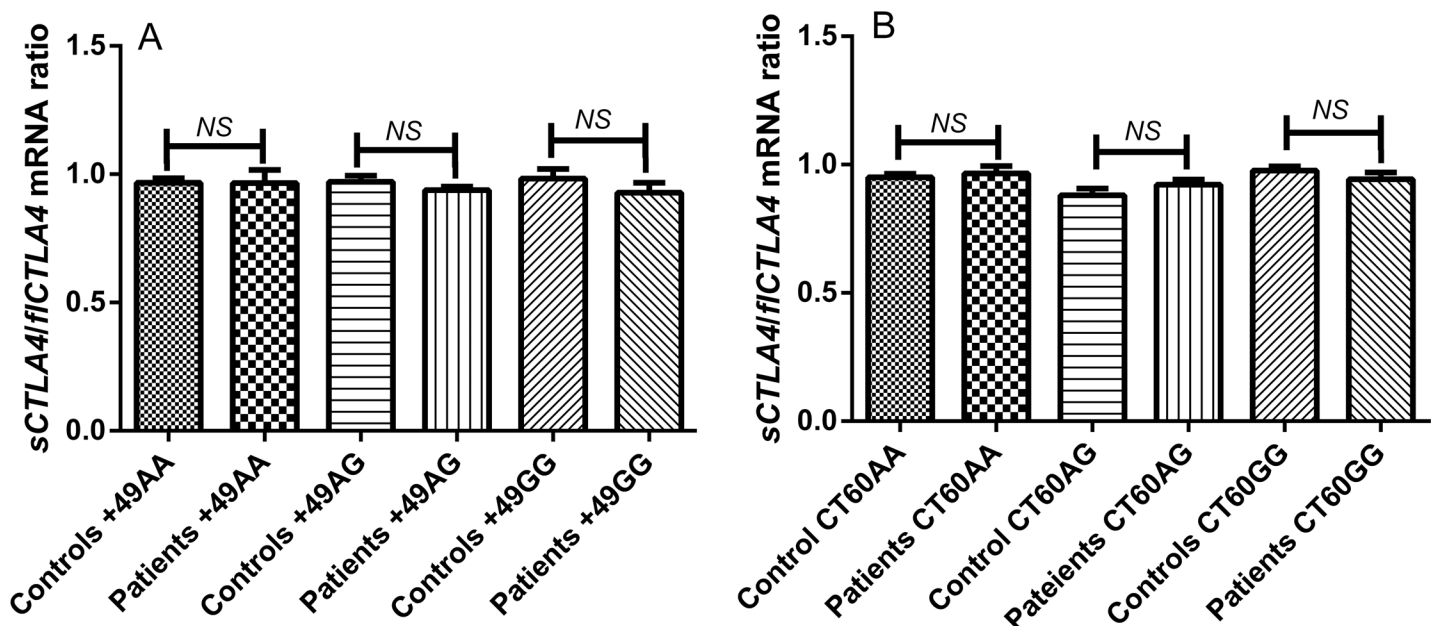 A
sCTLA4/flCTLA4 mRNA ratio
1.5
1.0
0.5
0.0
NS
NS
NS
Controls +49AA
Patients +49AA
Controls +49AG
Patients +49AG
Controls +49GG
Patients +49GG
B
sCTLA4/flCTLA4 mRNA ratio
1.5
1.0
0.5
0.0
NS
NS
NS
Control CT60AA
Patients CT60AA
Control CT60AG
Pateients CT60AG
Controls CT60GG
Patients CT60GG